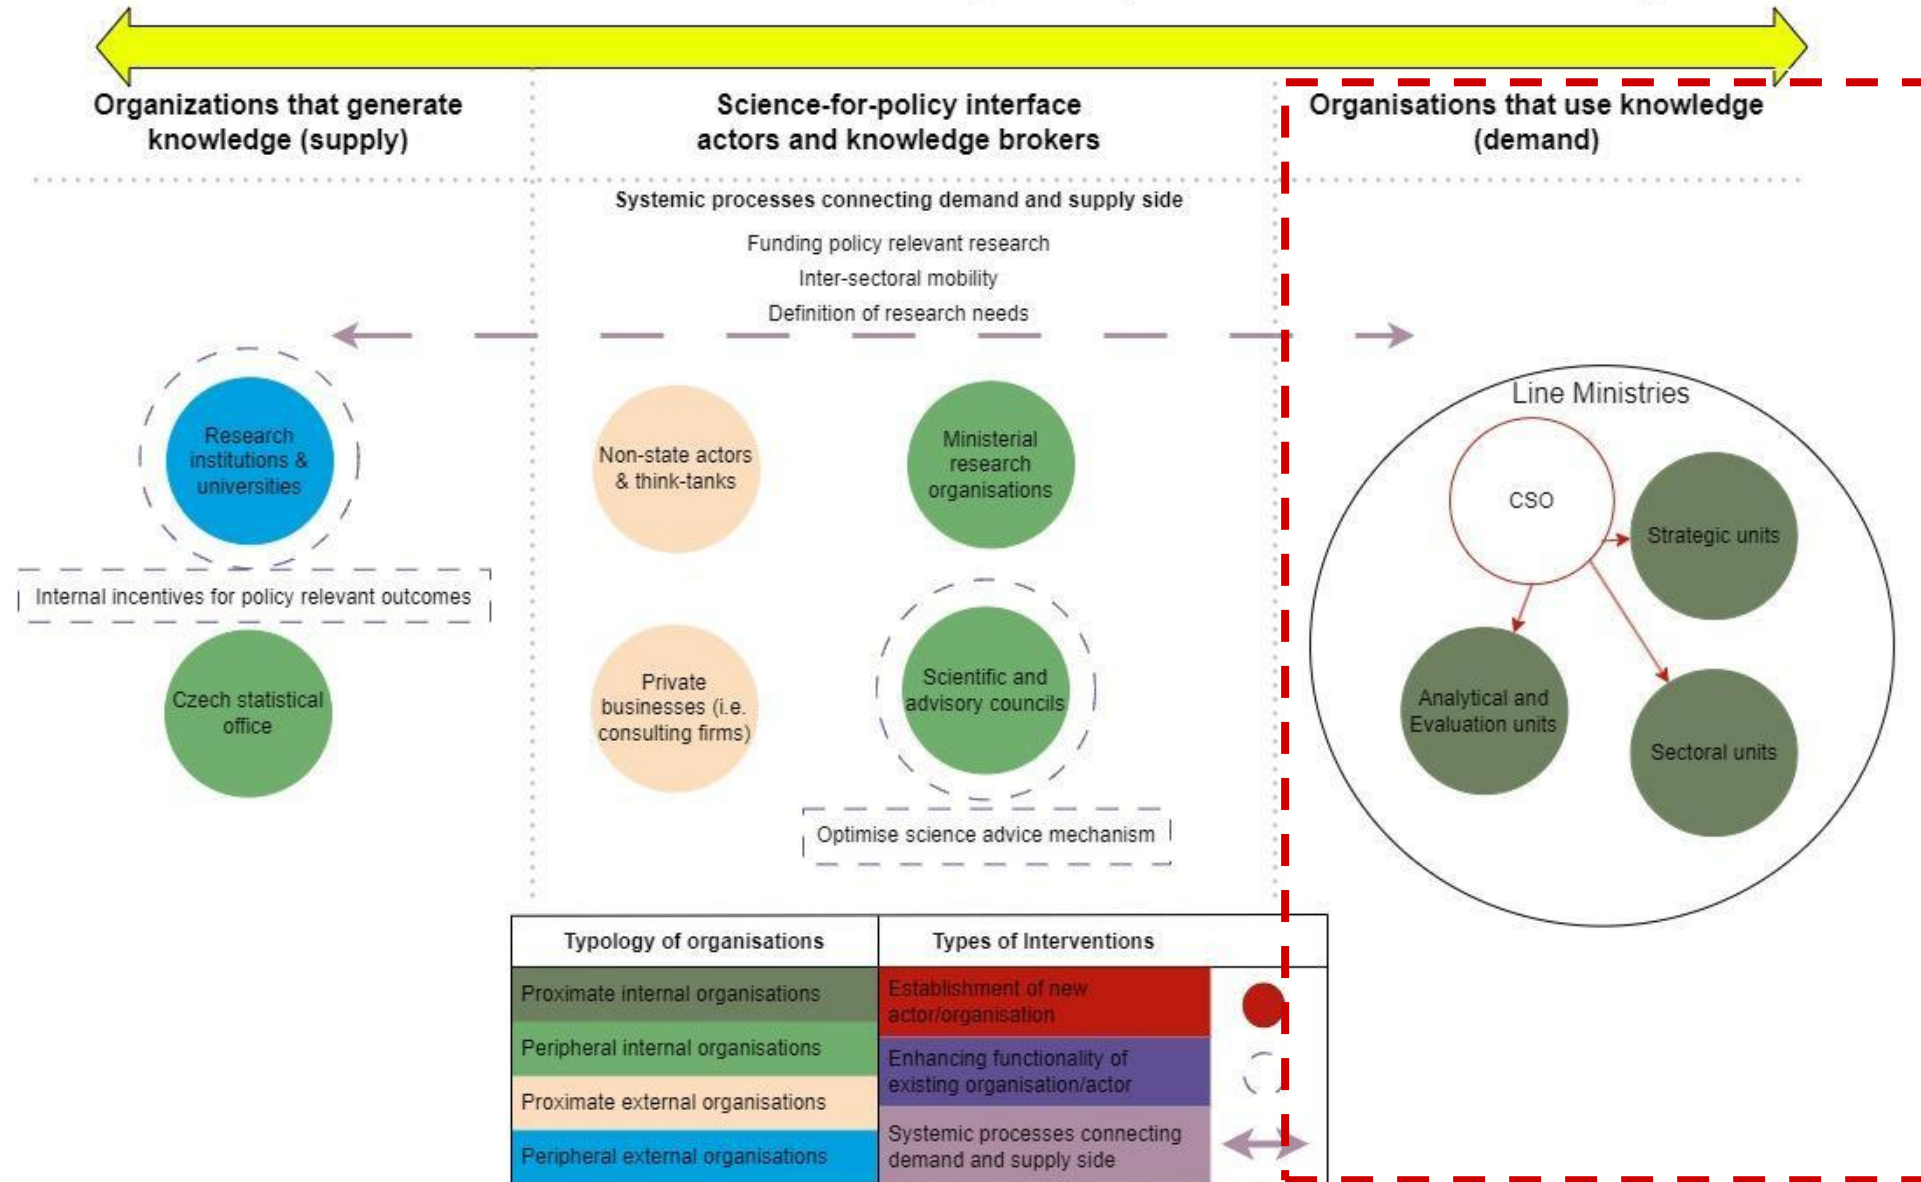 Organizations that generate
knowledge (supply)
Science-for-policy interface
actors and knowledge brokers
Organisations that use knowledge
(demand)
Systemic processes connecting demand and supply side
Funding policy relevant research
Inter-sectoral mobility
Definition of research needs
Research
institutions &
universities
Internal incentives for policy relevant outcomes
Czech statistical
office
Non-state actors
& think-tanks
Ministerial
research
organisations
Private
businesses (i.e.
consulting firms)
Scientific and
advisory councils
Optimise science advice mechanism
Line Ministries
CSO
Strategic units
Analytical and
Evaluation units
Sectoral units
Typology of organisations
Types of Interventions
Proximate internal organisations
Peripheral internal organisations
Proximate external organisations
Peripheral external organisations
Establishment of new
actor/organisation
Enhancing functionality of
existing organisation/actor
Systemic processes connecting
demand and supply side